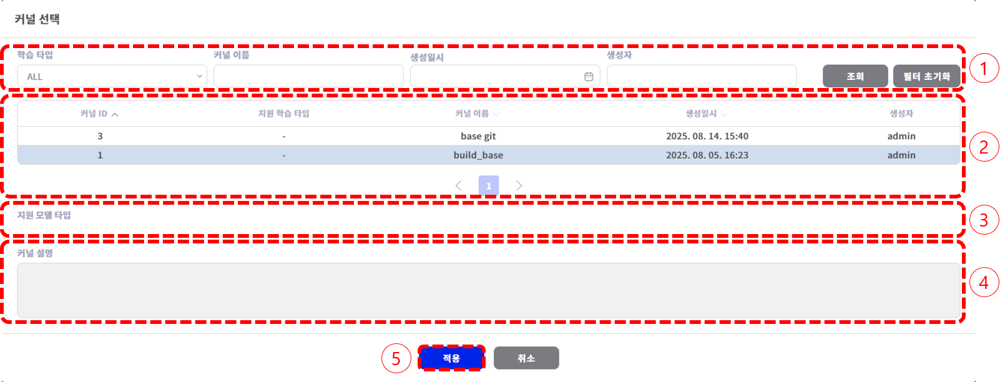 커널 선택
학습 타입 커널 이름 생성일시 생성자
ALL 조회 필터 초기화 1
커널 ID 지원 학습 타입 커널 이름 생성일시 생성자
3 - base git 2025. 08. 14. 15:40 admin
1 - build_base 2025. 08. 05. 16:23 admin
2
1
지원 모델 타입
3
커널 설명
4
5 적용 취소